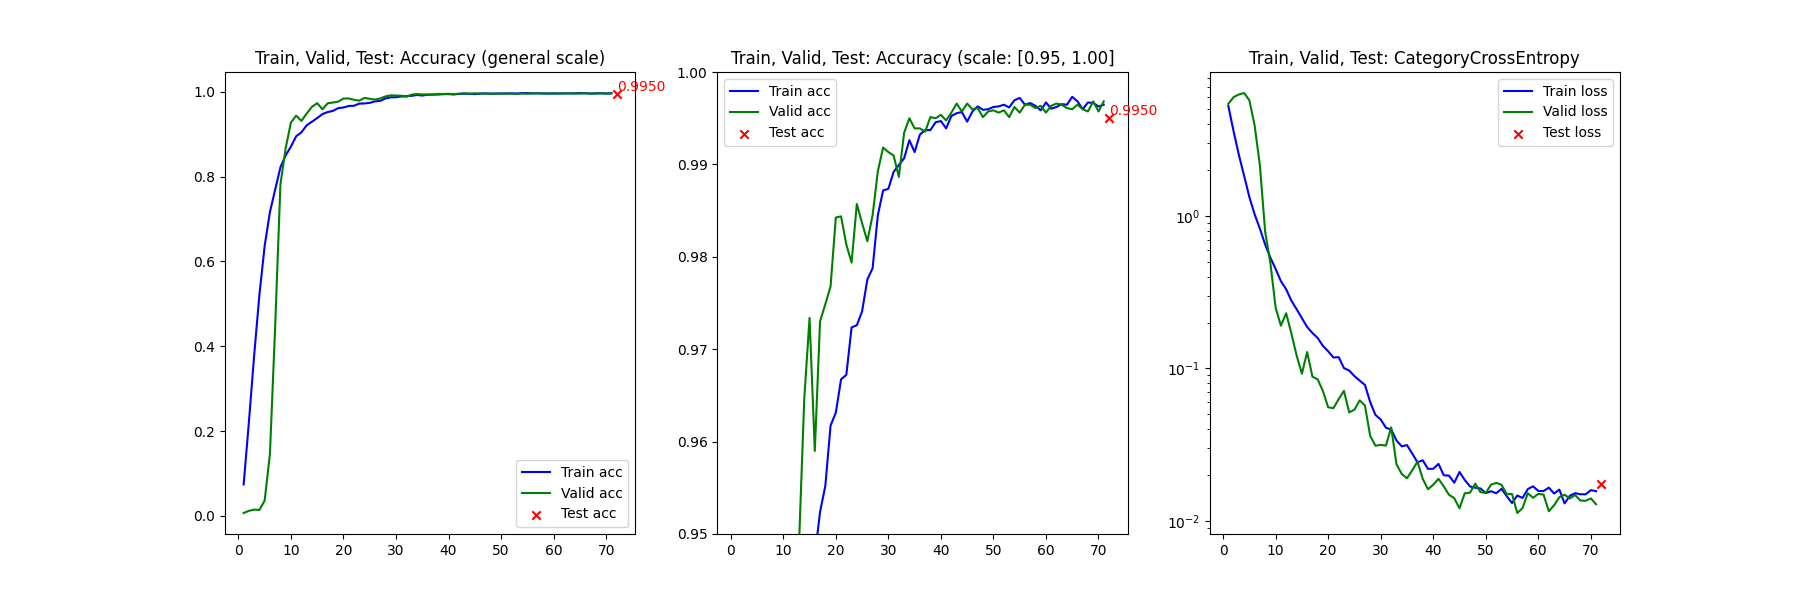 Train, Valid, Test: Accuracy (general scale)
1.0
0.8
0.6
0.4
0.2
0.0
0 10 20 30 40 50 60 70
0.9950
Train acc
Valid acc
Test acc
Train, Valid, Test: Accuracy (scale: [0.95, 1.00]
1.00
0.99
0.98
0.97
0.96
0.95
0 10 20 30 40 50 60 70
Train acc
Valid acc
Test acc
0.9950
Train, Valid, Test: CategoryCrossEntropy
10⁰
10⁻¹
10⁻²
0 10 20 30 40 50 60 70
Train loss
Valid loss
Test loss